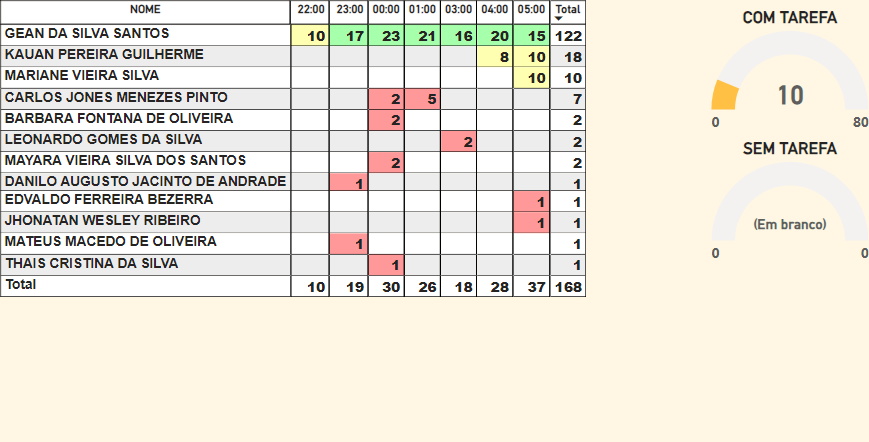 NOME 22:00 23:00 00:00 01:00 03:00 04:00 05:00 Total
GEAN DA SILVA SANTOS 10 17 23 21 16 20 15 122
KAUAN PEREIRA GUILHERME 8 10 18
MARIANE VIEIRA SILVA 10 10
CARLOS JONES MENEZES PINTO 2 5 7
BARBARA FONTANA DE OLIVEIRA 2 2
LEONARDO GOMES DA SILVA 2 2
MAYARA VIEIRA SILVA DOS SANTOS 2 2
DANILO AUGUSTO JACINTO DE ANDRADE 1 1
EDVALDO FERREIRA BEZERRA 1 1
JHONATAN WESLEY RIBEIRO 1 1
MATEUS MACEDO DE OLIVEIRA 1 1
THAIS CRISTINA DA SILVA 1 1
Total 10 19 30 26 18 28 37 168
COM TAREFA
10
0 80
SEM TAREFA
(Em branco)
0 0